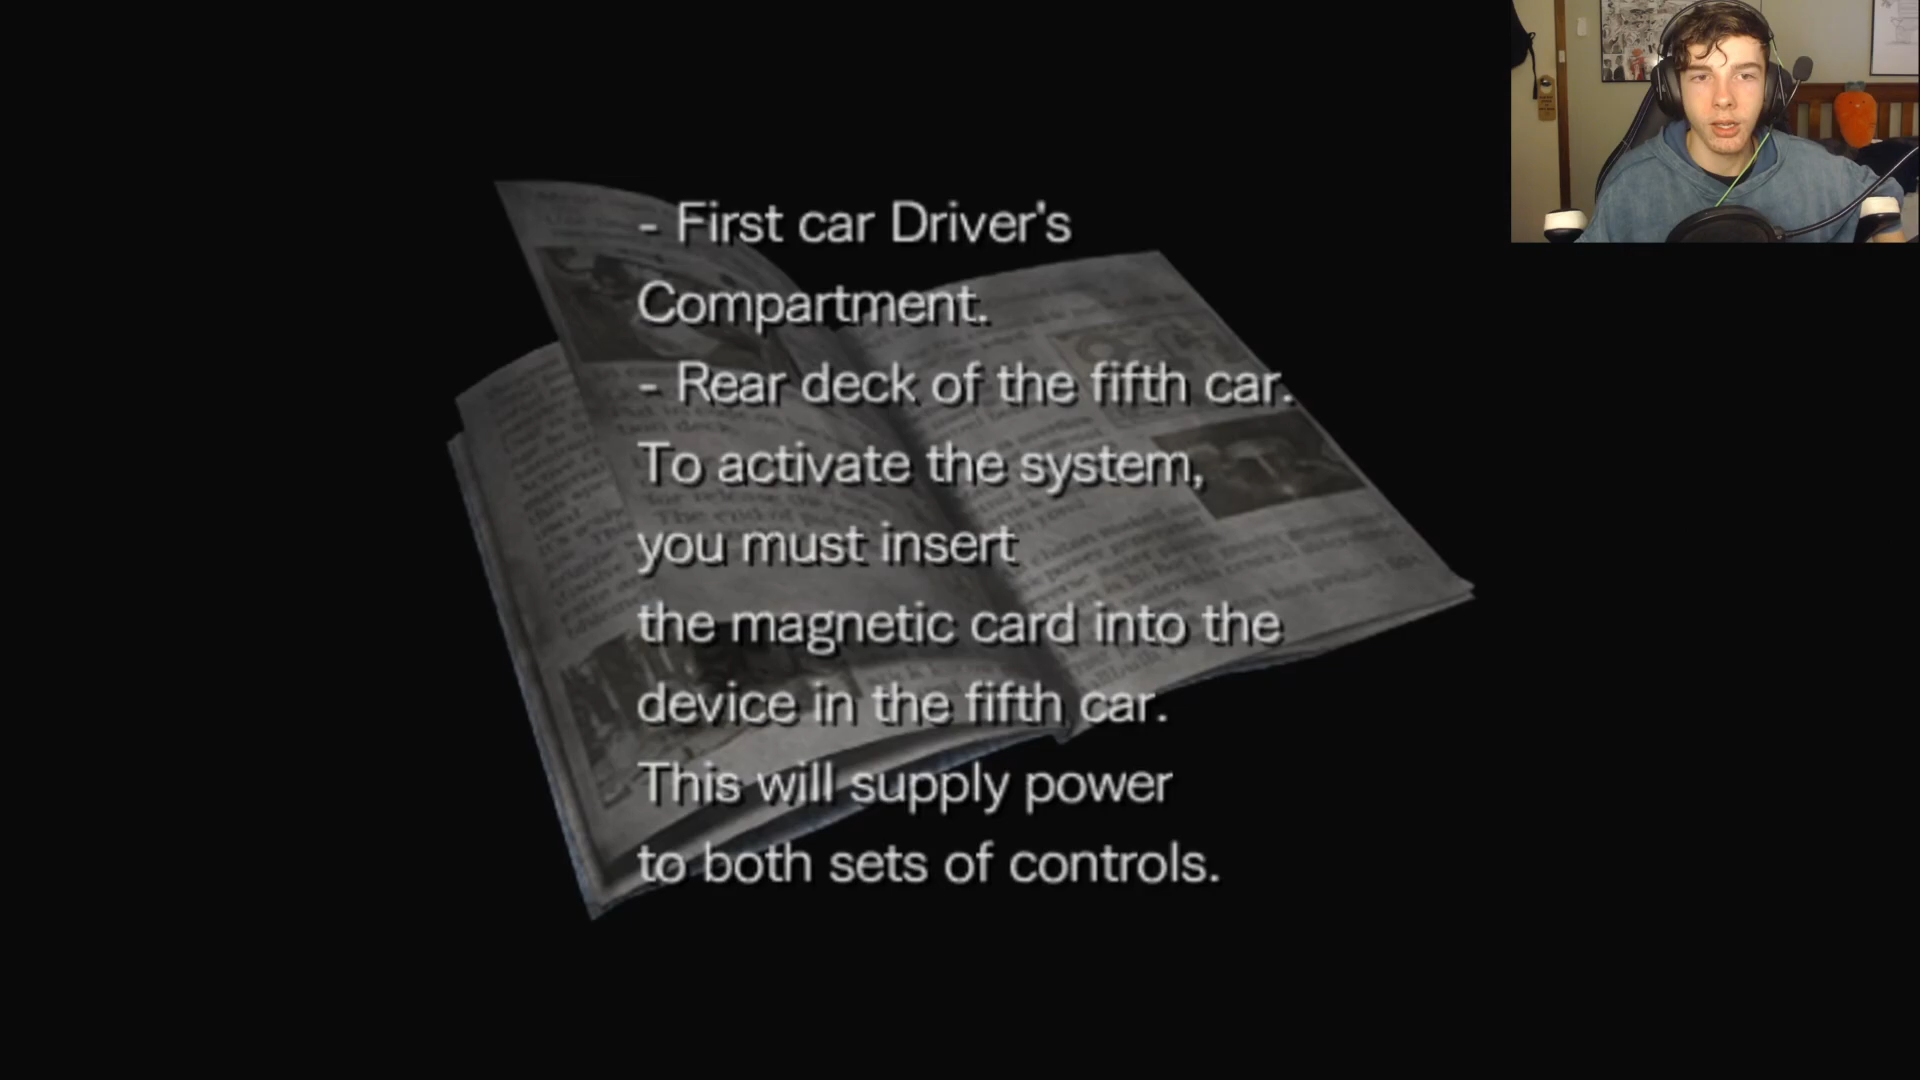 - First car Driver's
Compartment.
- Rear deck of the fifth car.
To activate the system,
you must insert
the magnetic card into the
device in the fifth car.
This will supply power
to both sets of controls.